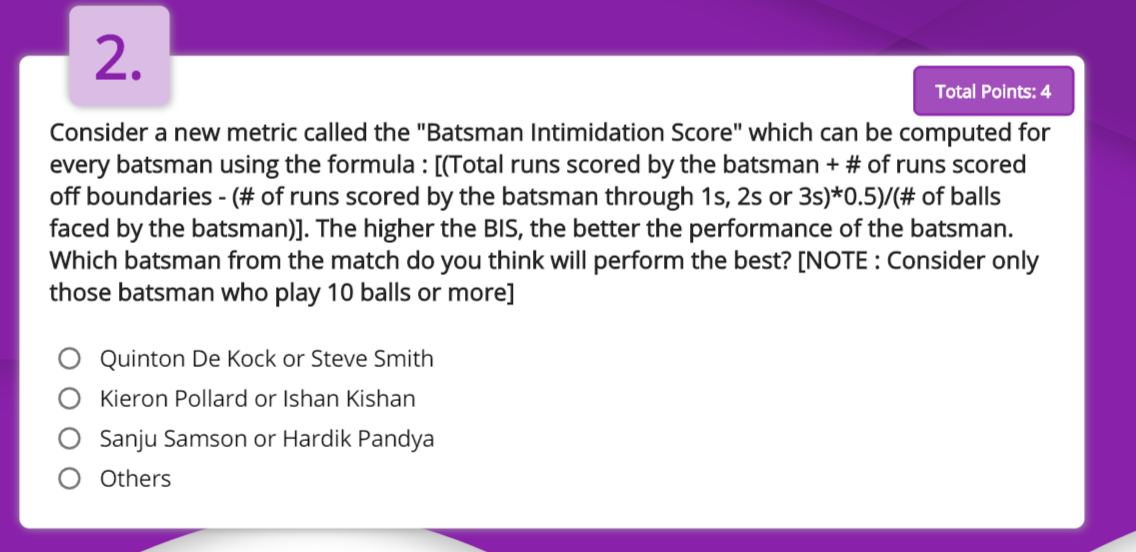 2.
Total Points: 4
Consider a new metric called the "Batsman Intimidation Score" which can be computed for
every batsman using the formula : [(Total runs scored by the batsman + # of runs scored
off boundaries - (# of runs scored by the batsman through 1s, 2s or 3s)*0.5)/(# of balls
faced by the batsman)]. The higher the BIS, the better the performance of the batsman.
Which batsman from the match do you think will perform the best? [NOTE : Consider only
those batsman who play 10 balls or more]
Quinton De Kock or Steve Smith
Kieron Pollard or Ishan Kishan
Sanju Samson or Hardik Pandya
Others